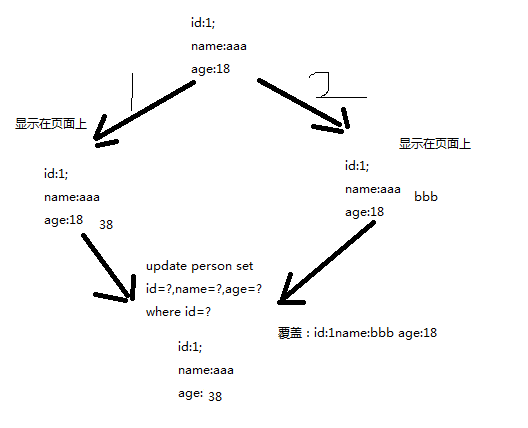 id:1;
name:aaa
age:18
1
2
显示在页面上
显示在页面上
id:1;
name:aaa
age:18 38
id:1;
name:aaa bbb
age:18
update person set
id=?,name=?,age=?
where id=?
覆盖：id:1name:bbb age:18
id:1;
name:aaa
age: 38